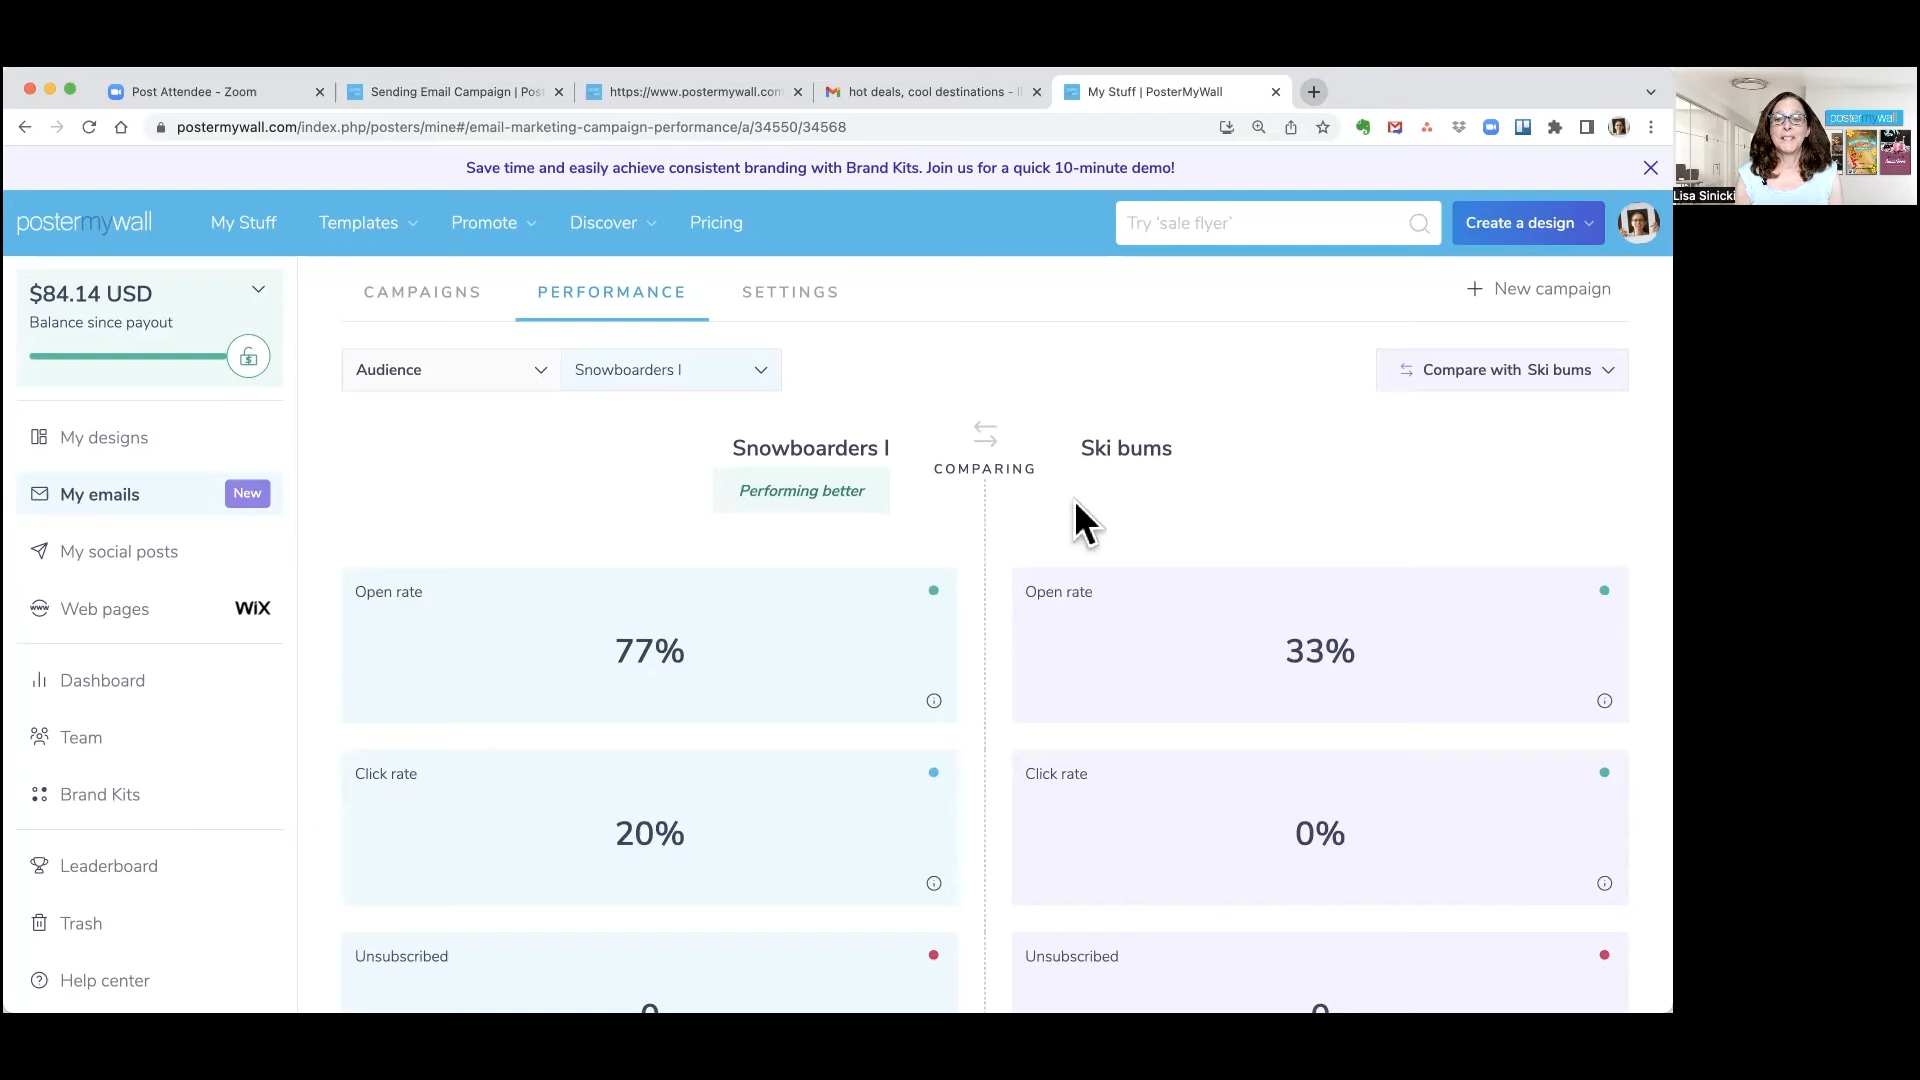 Post Attendee - Zoom
Sending Email Campaign | Post
https://www.postermywall.com
hot deals, cool destinations -
My Stuff | PosterMyWall
postermywall.com/index.php/posters/mine#/email-marketing-campaign-performance/a/34550/34568
Save time and easily achieve consistent branding with Brand Kits. Join us for a quick 10-minute demo!
postermywall
Lisa Sinicki
postermywall
My Stuff
Templates
Promote
Discover
Pricing
Try 'sale flyer'
Create a design
$84.14 USD
Balance since payout
CAMPAIGNS
PERFORMANCE
SETTINGS
+ New campaign
Audience
Snowboarders I
Compare with Ski bums
My designs
My emails
New
My social posts
Web pages
WiX
Dashboard
Team
Brand Kits
Leaderboard
Trash
Help center
Snowboarders I
COMPARING
Ski bums
Performing better
Open rate
77%
Open rate
33%
Click rate
20%
Click rate
0%
Unsubscribed
0
Unsubscribed
0